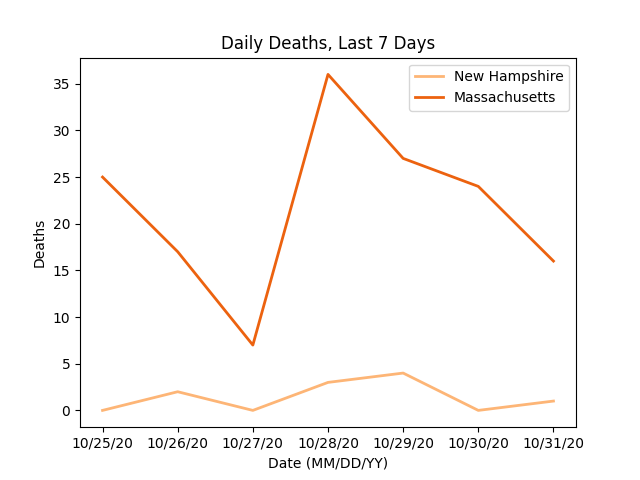 Daily Deaths, Last 7 Days
New Hampshire
Massachusetts
35
30
25
20
15
10
5
0
Deaths
10/25/20 10/26/20 10/27/20 10/28/20 10/29/20 10/30/20 10/31/20
Date (MM/DD/YY)